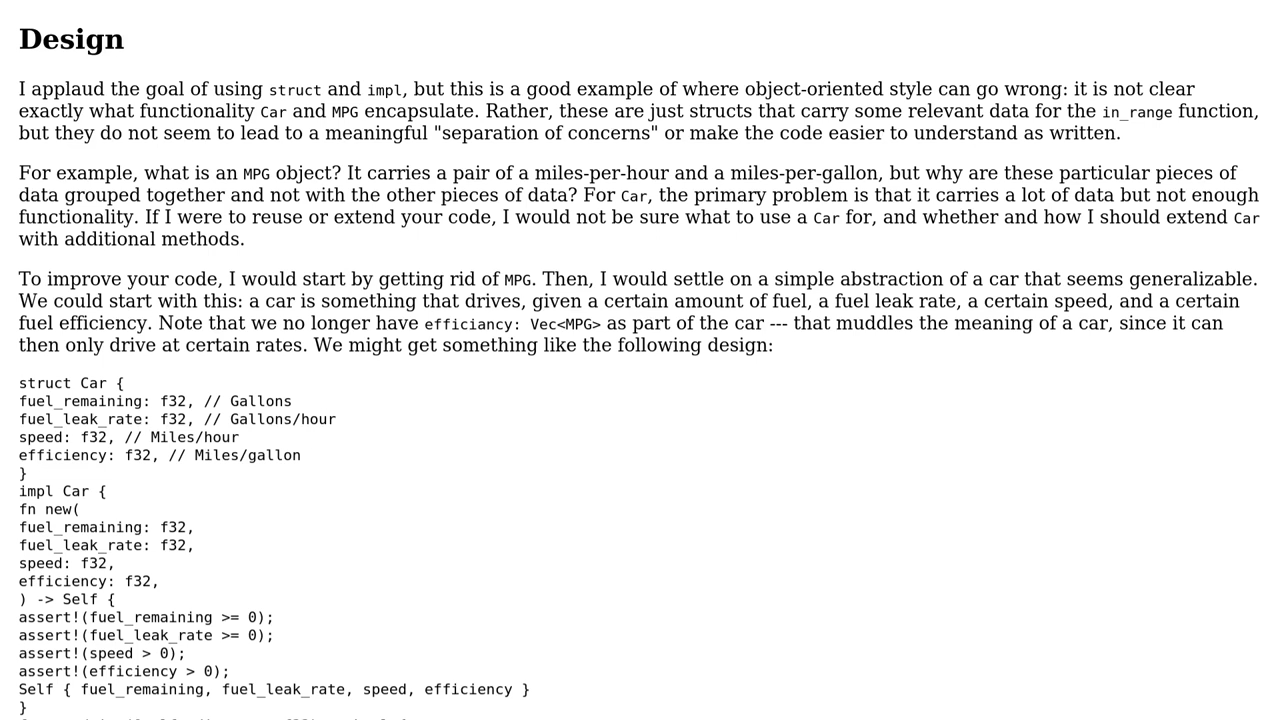 Design
I applaud the goal of using struct and impl, but this is a good example of where object-oriented style can go wrong: it is not clear
exactly what functionality Car and MPG encapsulate. Rather, these are just structs that carry some relevant data for the in_range function,
but they do not seem to lead to a meaningful "separation of concerns" or make the code easier to understand as written.
For example, what is an MPG object? It carries a pair of a miles-per-hour and a miles-per-gallon, but why are these particular pieces of
data grouped together and not with the other pieces of data? For Car, the primary problem is that it carries a lot of data but not enough
functionality. If I were to reuse or extend your code, I would not be sure what to use a Car for, and whether and how I should extend Car
with additional methods.
To improve your code, I would start by getting rid of MPG. Then, I would settle on a simple abstraction of a car that seems generalizable.
We could start with this: a car is something that drives, given a certain amount of fuel, a fuel leak rate, a certain speed, and a certain
fuel efficiency. Note that we no longer have efficiancy: Vec<MPG> as part of the car --- that muddles the meaning of a car, since it can
then only drive at certain rates. We might get something like the following design:
struct Car {
fuel_remaining: f32, // Gallons
fuel_leak_rate: f32, // Gallons/hour
speed: f32, // Miles/hour
efficiency: f32, // Miles/gallon
}
impl Car {
fn new(
fuel_remaining: f32,
fuel_leak_rate: f32,
speed: f32,
efficiency: f32,
) -> Self {
assert!(fuel_remaining >= 0);
assert!(fuel_leak_rate >= 0);
assert!(speed > 0);
assert!(efficiency > 0);
Self { fuel_remaining, fuel_leak_rate, speed, efficiency }
}